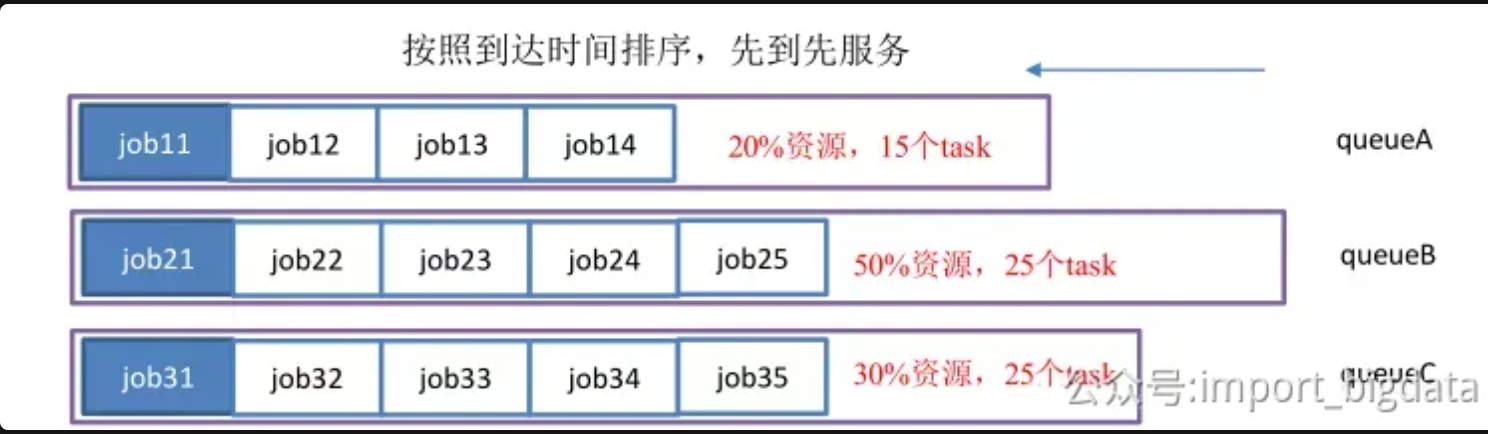 按照到达时间排序，先到先服务
job11 job12 job13 job14 20%资源，15个task queueA
job21 job22 job23 job24 job25 50%资源，25个task queueB
job31 job32 job33 job34 job35 30%资源，25个task queueC
公众号:import_bigdata